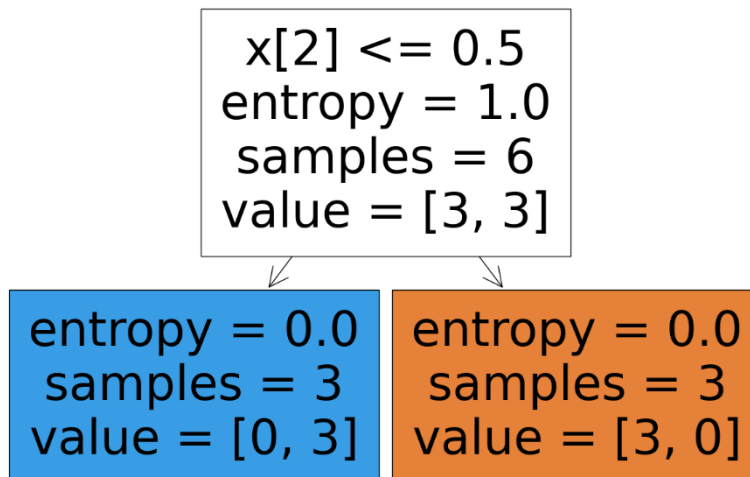 x[2] <= 0.5
entropy = 1.0
samples = 6
value = [3, 3]
entropy = 0.0
samples = 3
value = [0, 3]
entropy = 0.0
samples = 3
value = [3, 0]